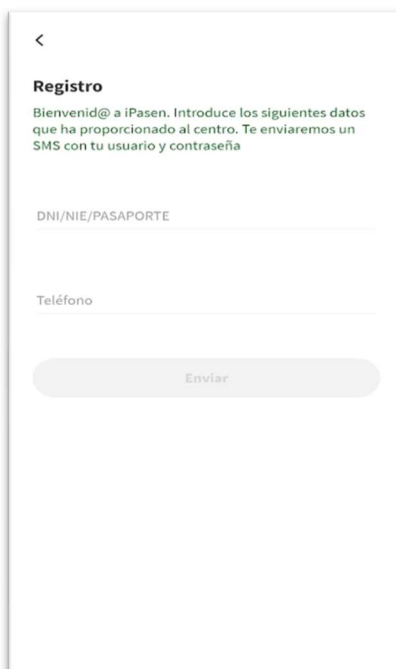 Registro
Bienvenid@ a iPasen. Introduce los siguientes datos
que ha proporcionado al centro. Te enviaremos un
SMS con tu usuario y contraseña
DNI/NIE/PASAPORTE
Teléfono
Enviar